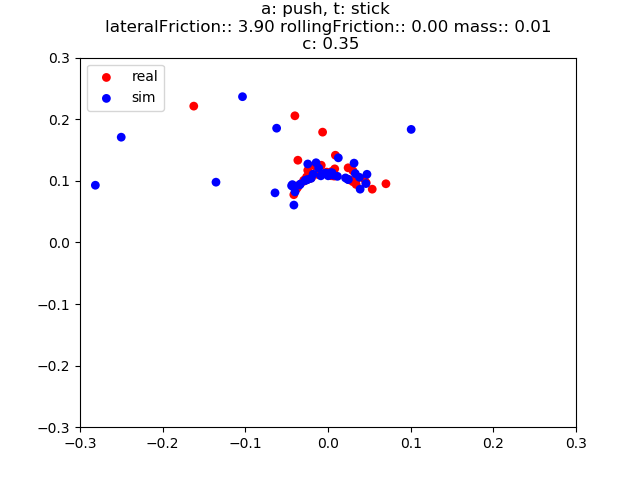 a: push, t: stick
lateralFriction:: 3.90 rollingFriction:: 0.00 mass:: 0.01
c: 0.35
real
sim
0.3
0.2
0.1
0.0
−0.1
−0.2
−0.3
−0.3 −0.2 −0.1 0.0 0.1 0.2 0.3